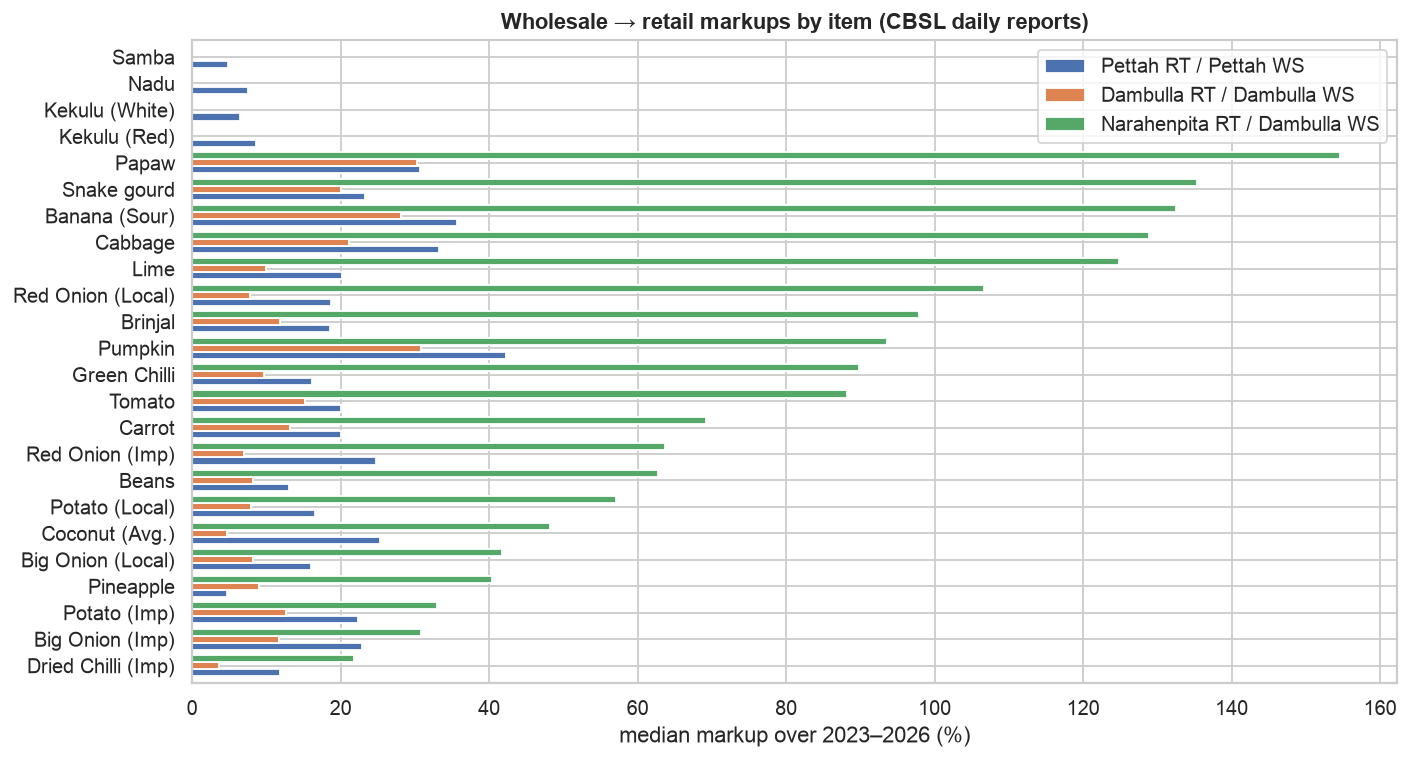 Wholesale → retail markups by item (CBSL daily reports)
Samba
Nadu
Kekulu (White)
Kekulu (Red)
Papaw
Snake gourd
Banana (Sour)
Cabbage
Lime
Red Onion (Local)
Brinjal
Pumpkin
Green Chilli
Tomato
Carrot
Red Onion (Imp)
Beans
Potato (Local)
Coconut (Avg.)
Big Onion (Local)
Pineapple
Potato (Imp)
Big Onion (Imp)
Dried Chilli (Imp)
Pettah RT / Pettah WS
Dambulla RT / Dambulla WS
Narahenpita RT / Dambulla WS
0 20 40 60 80 100 120 140 160
median markup over 2023–2026 (%)